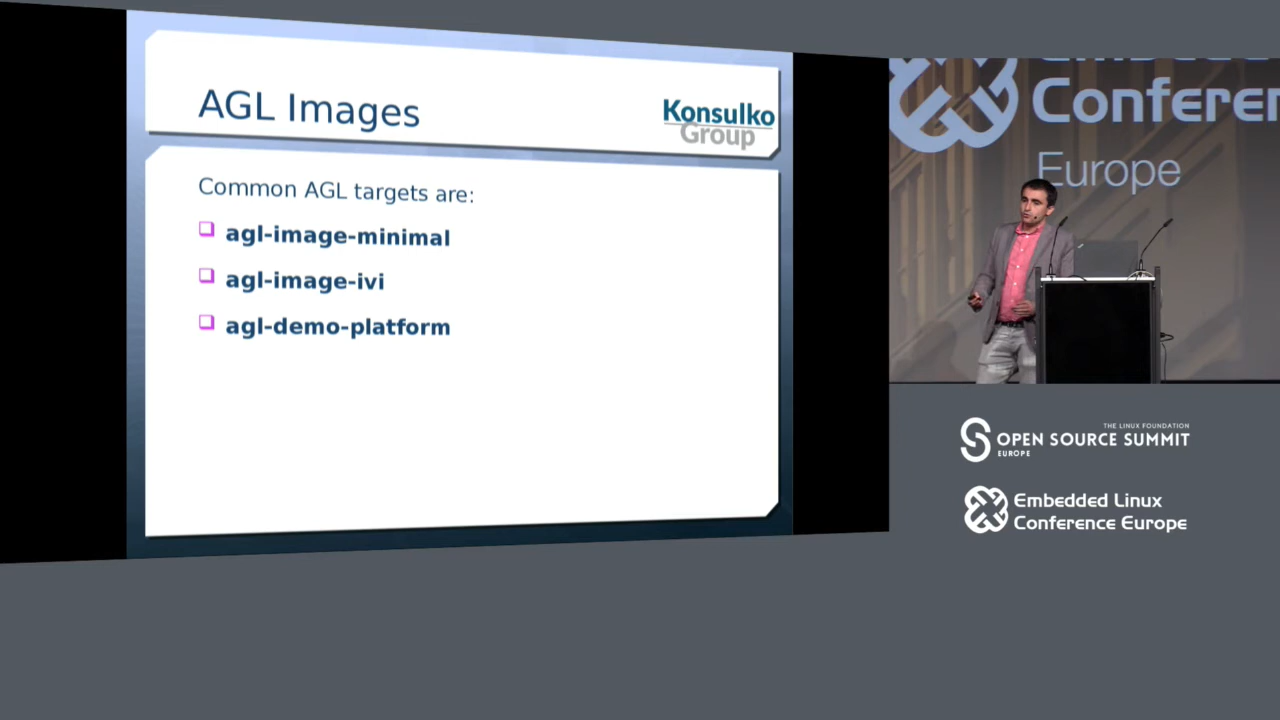 AGL Images
Konsulko
Group
Common AGL targets are:
agl-image-minimal
agl-image-ivi
agl-demo-platform
Conferen
Europe
THE LINUX FOUNDATION
OPEN SOURCE SUMMIT
EUROPE
Embedded Linux
Conference Europe